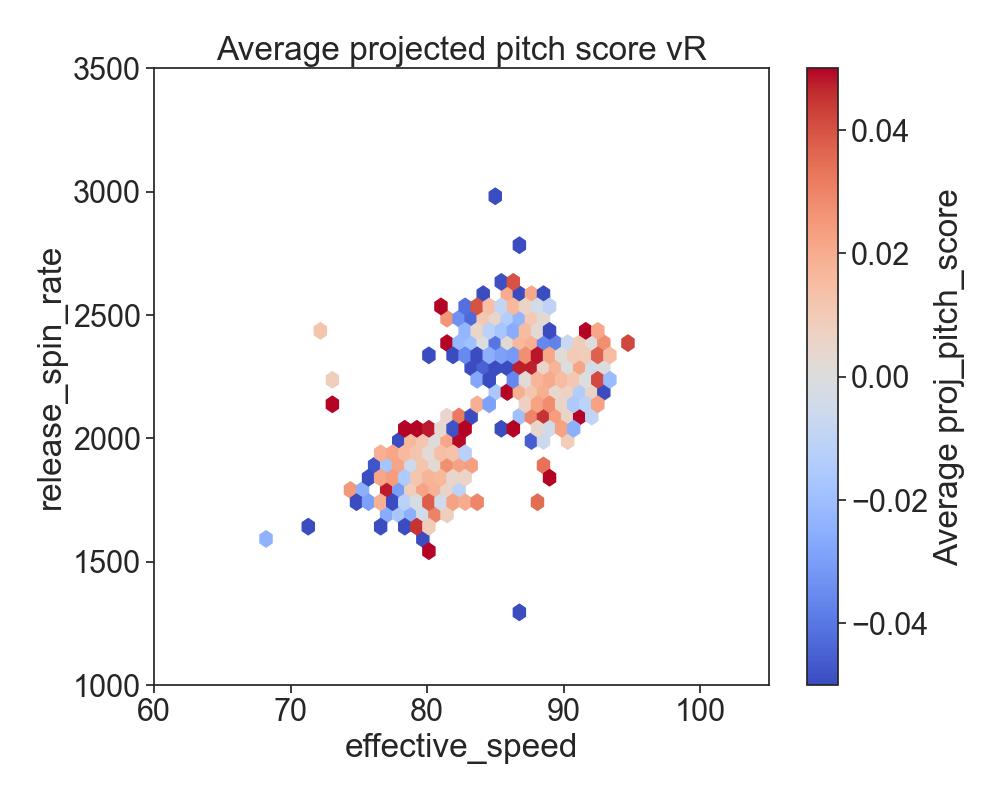 Average projected pitch score vR
3500
3000
2500
2000
1500
1000
release_spin_rate
60 70 80 90 100
effective_speed
0.04
0.02
0.00
−0.02
−0.04
Average proj_pitch_score